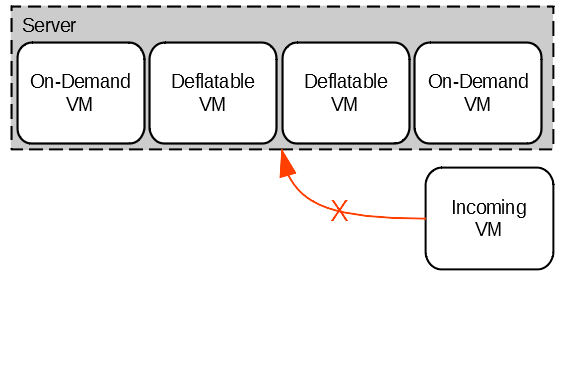 Server
On-Demand
VM
Deflatable
VM
Deflatable
VM
On-Demand
VM
X
Incoming
VM